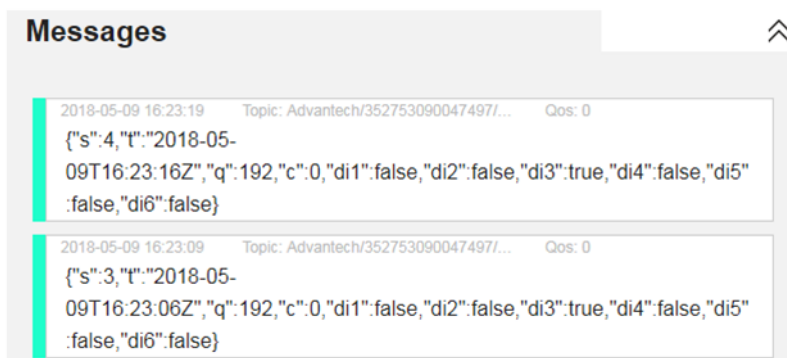 Messages
2018-05-09 16:23:19 Topic: Advantech/352753090047497/... Qos: 0
{"s":4,"t":"2018-05-
09T16:23:16Z","q":192,"c":0,"di1":false,"di2":false,"di3":true,"di4":false,"di5"
:false,"di6":false}
2018-05-09 16:23:09 Topic: Advantech/352753090047497/... Qos: 0
{"s":3,"t":"2018-05-
09T16:23:06Z","q":192,"c":0,"di1":false,"di2":false,"di3":true,"di4":false,"di5"
:false,"di6":false}